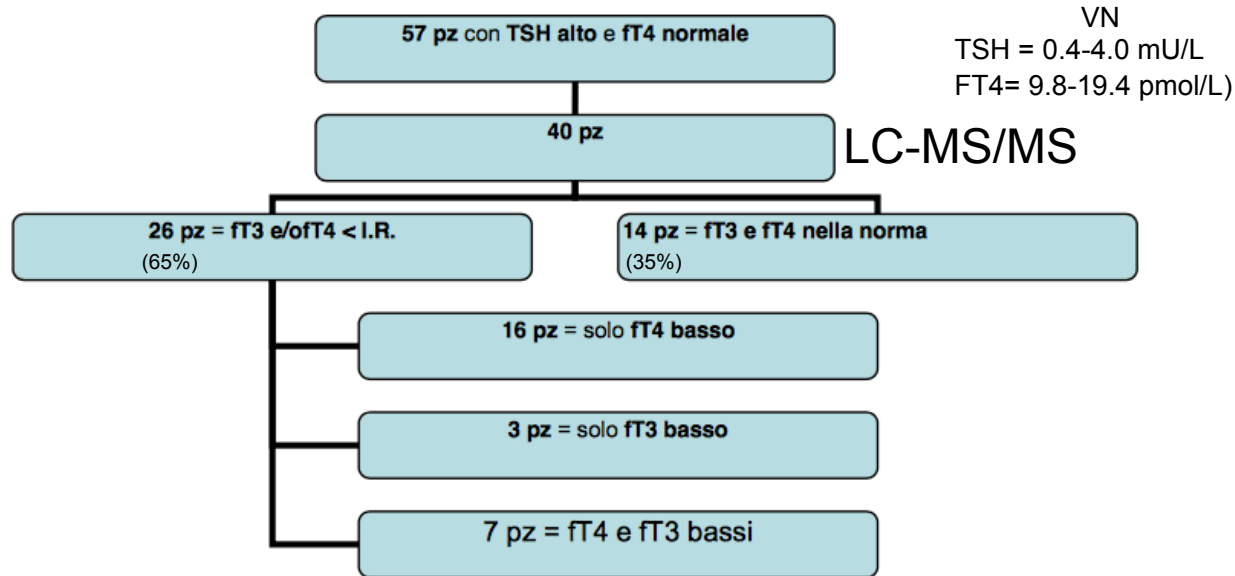 57 pz con TSH alto e fT4 normale
VN
TSH = 0.4-4.0 mU/L
FT4= 9.8-19.4 pmol/L)
40 pz
LC-MS/MS
26 pz = fT3 e/ofT4 < I.R.
(65%)
14 pz = fT3 e fT4 nella norma
(35%)
16 pz = solo fT4 basso
3 pz = solo fT3 basso
7 pz = fT4 e fT3 bassi